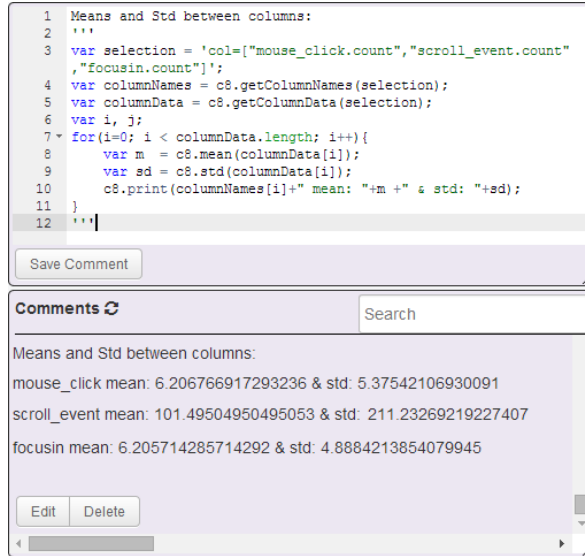 1 Means and Std between columns:
2 '''
3 var selection = 'col=["mouse_click.count","scroll_event.count"
,"focusin.count"]';
4 var columnNames = c8.getColumnNames(selection);
5 var columnData = c8.getColumnData(selection);
6 var i, j;
7 for(i=0; i < columnData.length; i++){
8 var m = c8.mean(columnData[i]);
9 var sd = c8.std(columnData[i]);
10 c8.print(columnNames[i]+" mean: "+m +" & std: "+sd);
11 }
12 '''
Save Comment
Comments
Search
Means and Std between columns:
mouse_click mean: 6.206766917293236 & std: 5.37542106930091
scroll_event mean: 101.49504950495053 & std: 211.23269219227407
focusin mean: 6.205714285714292 & std: 4.8884213854079945
Edit Delete